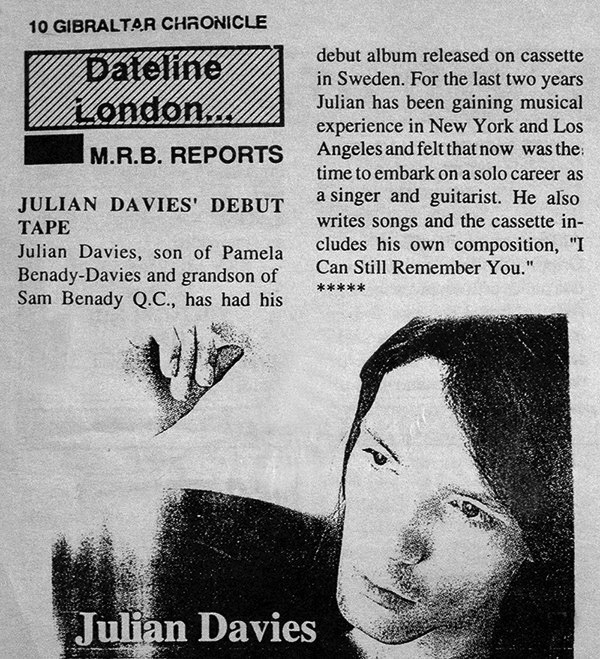 10 GIBRALTAR CHRONICLE
Dateline
London...
M.R.B. REPORTS
JULIAN DAVIES' DEBUT
TAPE
Julian Davies, son of Pamela
Benady-Davies and grandson of
Sam Benady Q.C., has had his
debut album released on cassette
in Sweden. For the last two years
Julian has been gaining musical
experience in New York and Los
Angeles and felt that now was the
time to embark on a solo career as
a singer and guitarist. He also
writes songs and the cassette in-
cludes his own composition, "I
Can Still Remember You."
*****
Julian Davies